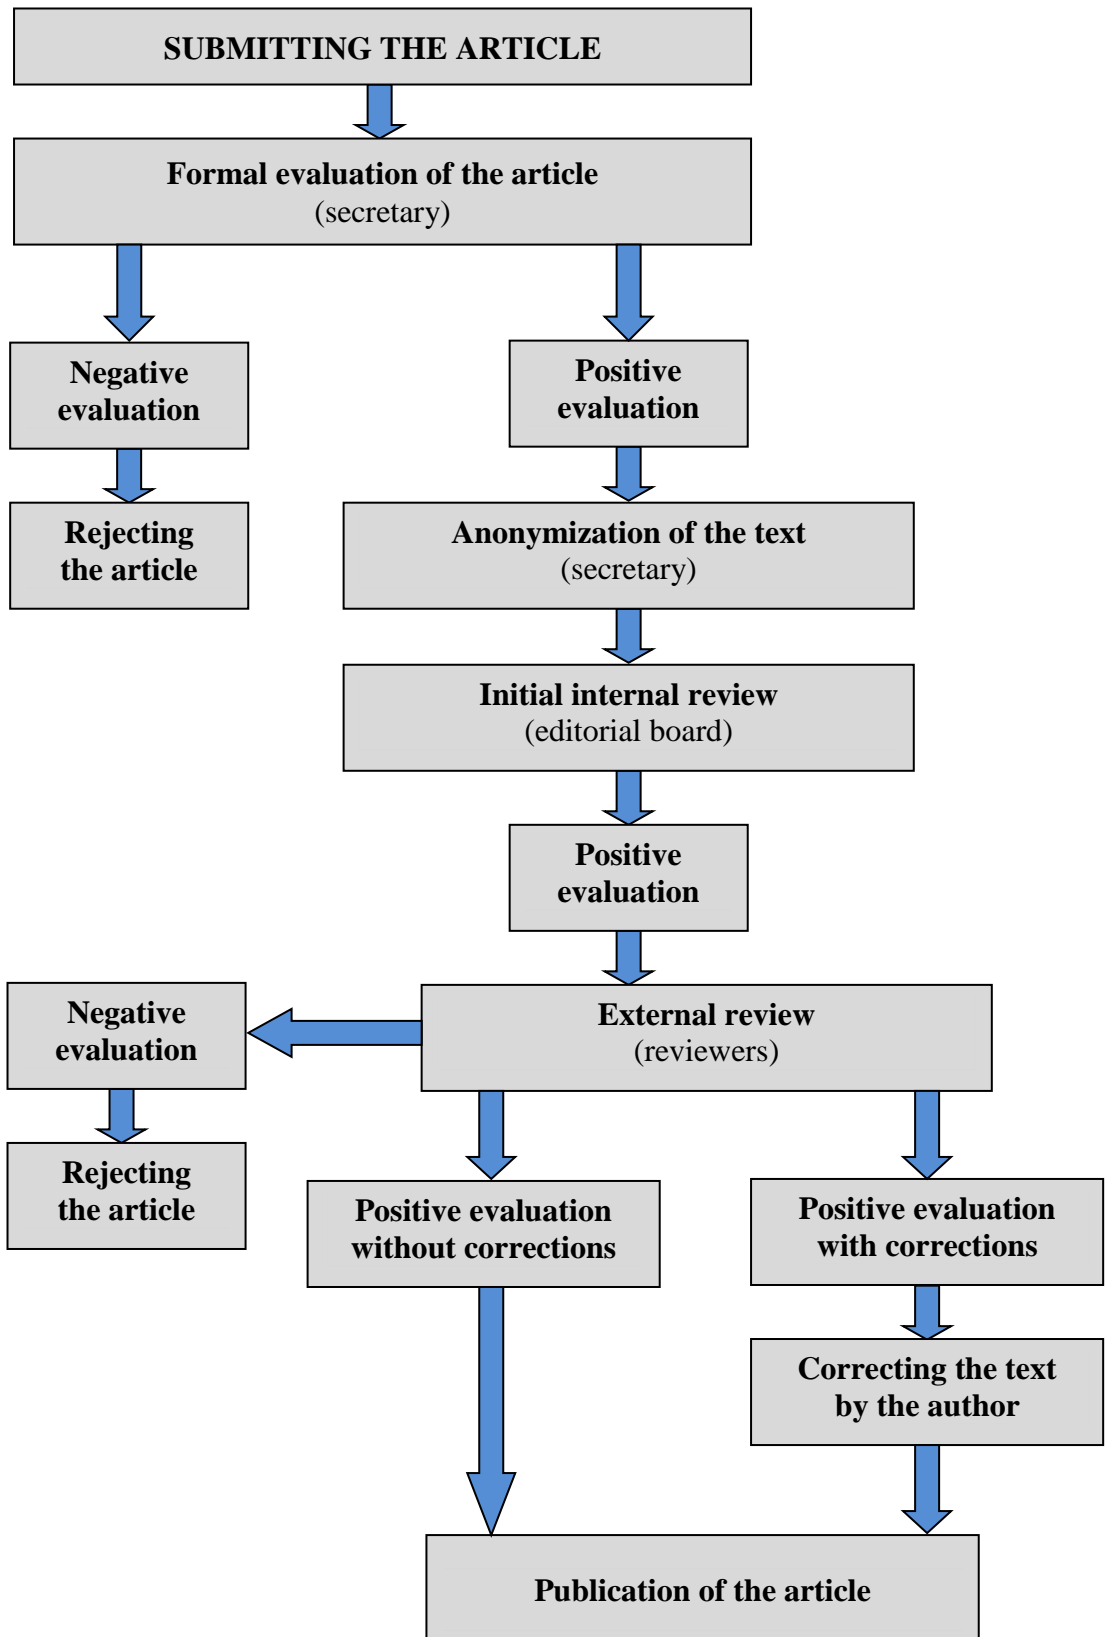 SUBMITTING THE ARTICLE
Formal evaluation of the article
(secretary)
Negative
evaluation
Positive
evaluation
Rejecting
the article
Anonymization of the text
(secretary)
Initial internal review
(editorial board)
Positive
evaluation
Negative
evaluation
External review
(reviewers)
Rejecting
the article
Positive evaluation
without corrections
Positive evaluation
with corrections
Correcting the text
by the author
Publication of the article